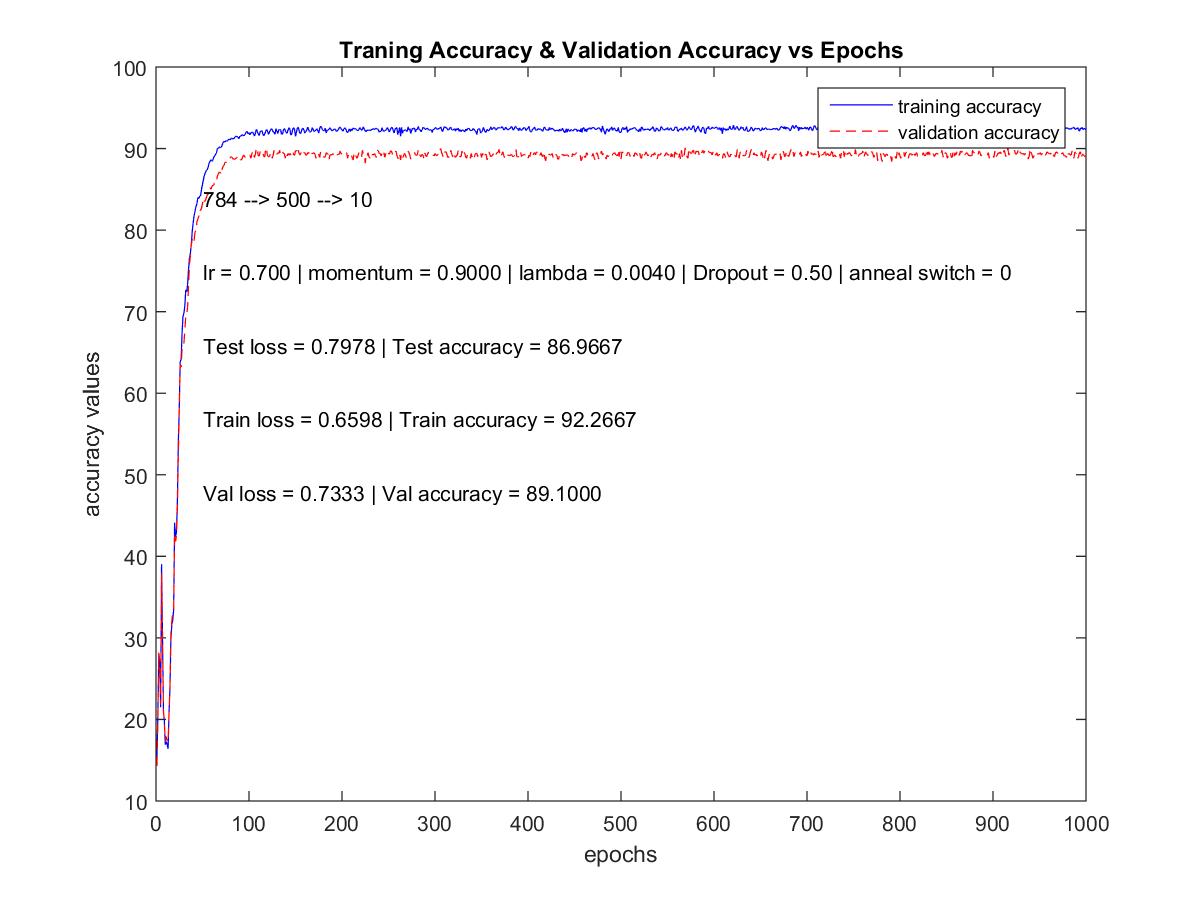 Traning Accuracy & Validation Accuracy vs Epochs
100
90
80
70
60
50
40
30
20
10
accuracy values
training accuracy
validation accuracy
784 --> 500 --> 10
lr = 0.700 | momentum = 0.9000 | lambda = 0.0040 | Dropout = 0.50 | anneal switch = 0
Test loss = 0.7978 | Test accuracy = 86.9667
Train loss = 0.6598 | Train accuracy = 92.2667
Val loss = 0.7333 | Val accuracy = 89.1000
0 100 200 300 400 500 600 700 800 900 1000
epochs